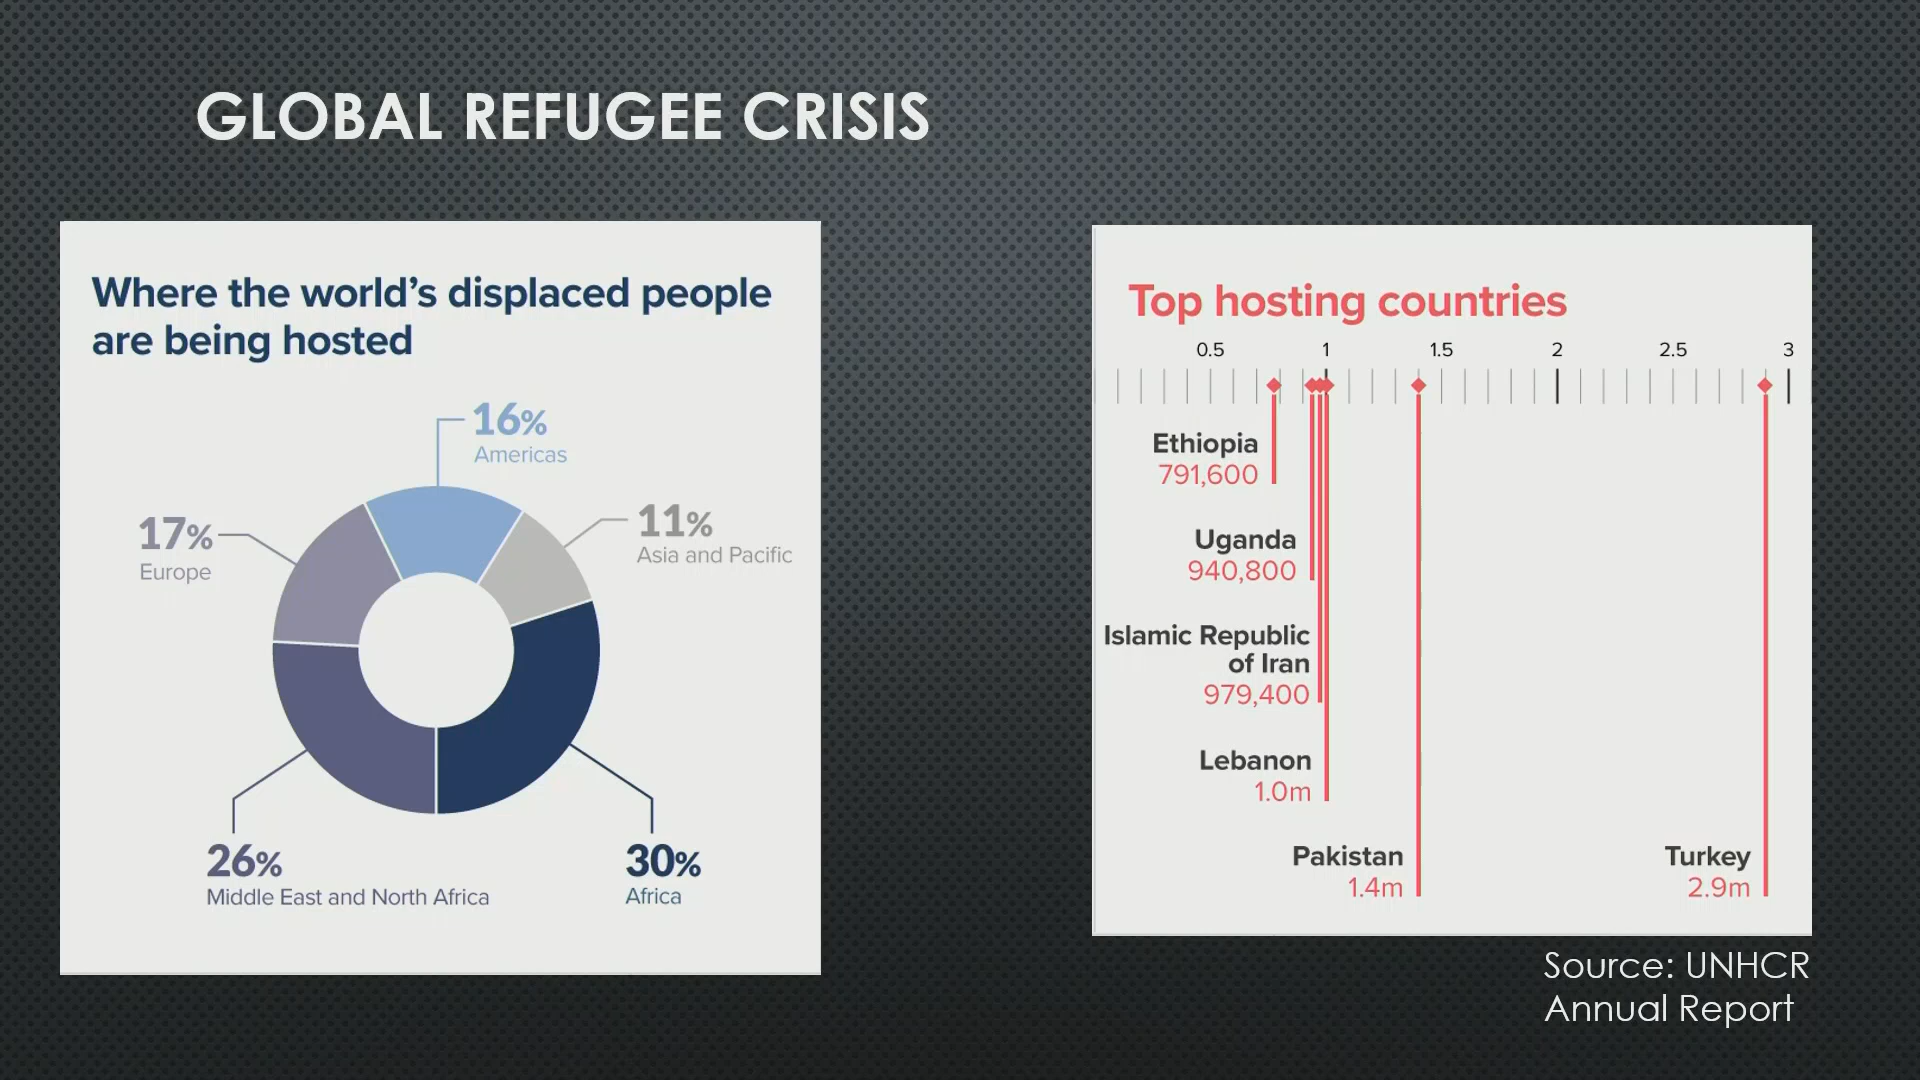 GLOBAL REFUGEE CRISIS
Where the world's displaced people
are being hosted
16%
Americas
11%
Asia and Pacific
17%
Europe
26%
Middle East and North Africa
30%
Africa
Top hosting countries
0.5 1 1.5 2 2.5 3
Ethiopia
791,600
Uganda
940,800
Islamic Republic
of Iran
979,400
Lebanon
1.0m
Pakistan
1.4m
Turkey
2.9m
Source: UNHCR
Annual Report